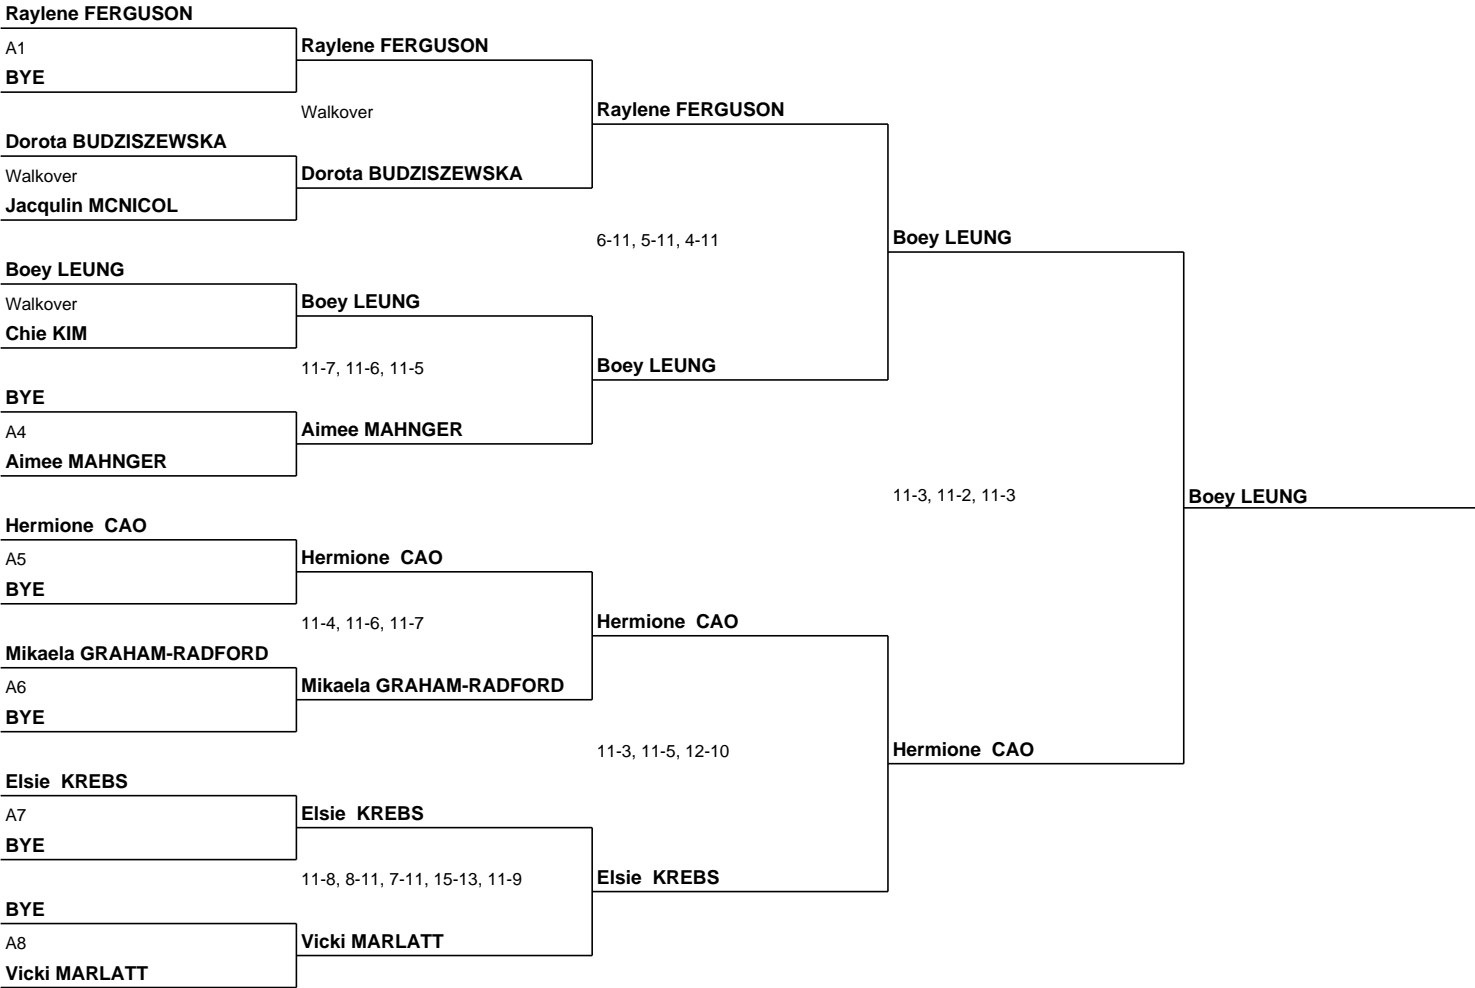 Raylene FERGUSON
A1
BYE
Dorota BUDZISZEWSKA
Walkover
Jacqulin MCNICOL
Boey LEUNG
Walkover
Chie KIM
BYE
A4
Aimee MAHNGER
Hermione CAO
A5
BYE
Mikaela GRAHAM-RADFORD
A6
BYE
Elsie KREBS
A7
BYE
BYE
A8
Vicki MARLATT
Raylene FERGUSON
Walkover
Dorota BUDZISZEWSKA
Boey LEUNG
11-7, 11-6, 11-5
Aimee MAHNGER
Hermione CAO
11-4, 11-6, 11-7
Mikaela GRAHAM-RADFORD
Elsie KREBS
11-8, 8-11, 7-11, 15-13, 11-9
Vicki MARLATT
Raylene FERGUSON
6-11, 5-11, 4-11
Boey LEUNG
Hermione CAO
11-3, 11-5, 12-10
Elsie KREBS
Boey LEUNG
11-3, 11-2, 11-3
Hermione CAO
Boey LEUNG